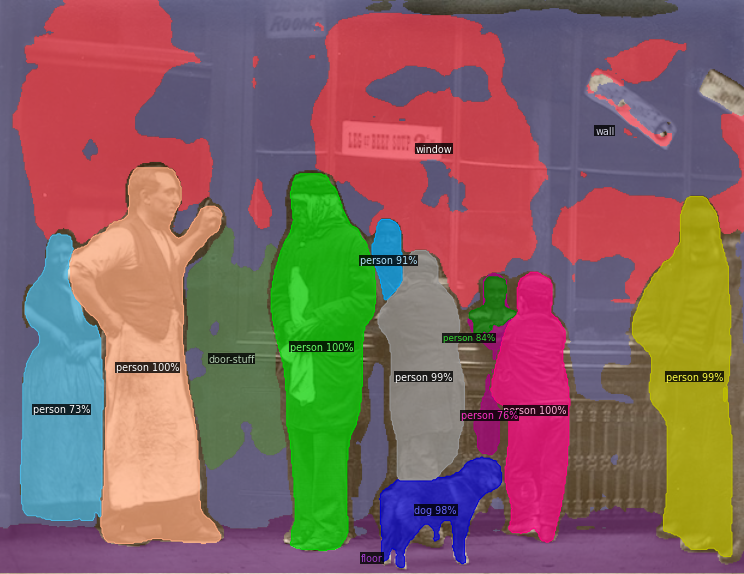 ROOMS
window
wall
person 91%
person 84%
person 100%
door-stuff
person 100%
person 99%
person 99%
person 73%
person 76%
person 100%
dog 98%
floor